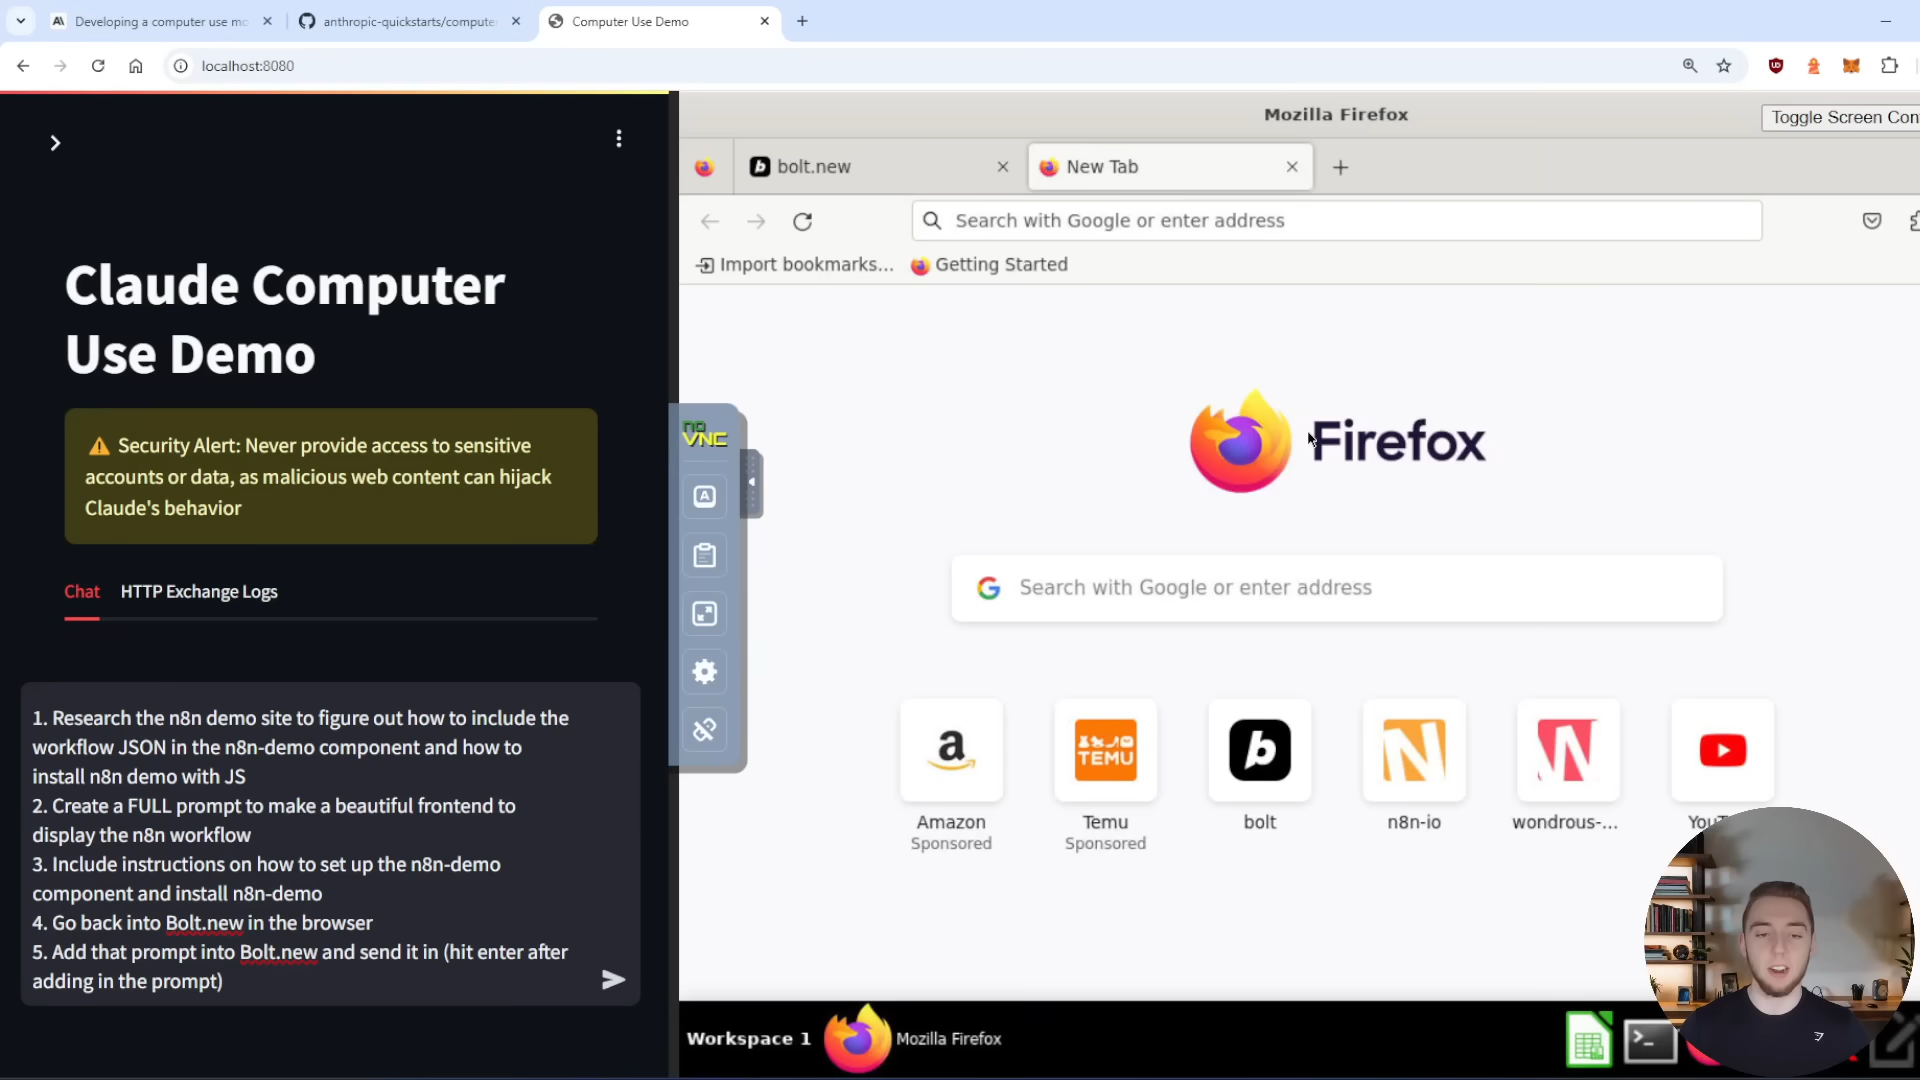 Developing a computer use mo
anthropic-quickstarts/compute
Computer Use Demo
localhost:8080
Claude Computer
Use Demo
Security Alert: Never provide access to sensitive
accounts or data, as malicious web content can hijack
Claude's behavior
Chat
HTTP Exchange Logs
1. Research the n8n demo site to figure out how to include the
workflow JSON in the n8n-demo component and how to
install n8n demo with JS
2. Create a FULL prompt to make a beautiful frontend to
display the n8n workflow
3. Include instructions on how to set up the n8n-demo
component and install n8n-demo
4. Go back into Bolt.new in the browser
5. Add that prompt into Bolt.new and send it in (hit enter after
adding in the prompt)
no
VNC
A
Mozilla Firefox
Toggle Screen Con
b
bolt.new
New Tab
Search with Google or enter address
Import bookmarks...
Getting Started
Firefox
G
Search with Google or enter address
a
TEMU
b
N
W
Amazon
Sponsored
Temu
Sponsored
bolt
n8n-io
wondrous-...
Workspace 1
Mozilla Firefox